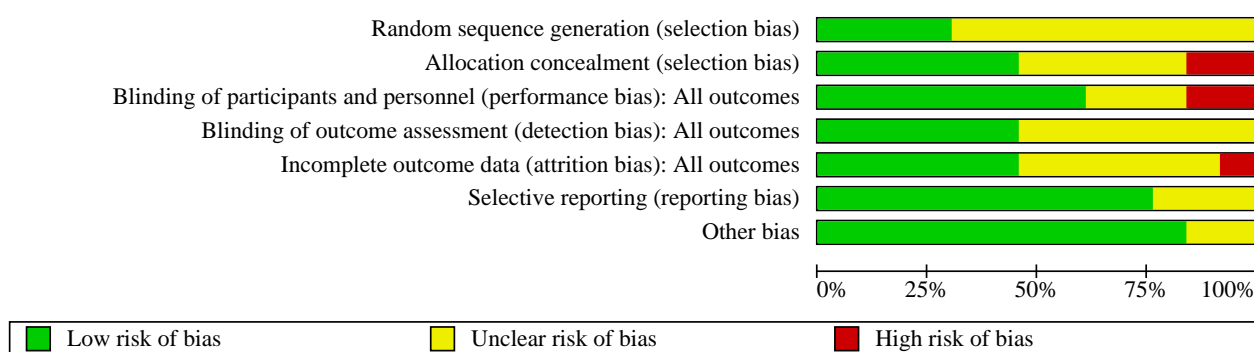 Random sequence generation (selection bias)
Allocation concealment (selection bias)
Blinding of participants and personnel (performance bias): All outcomes
Blinding of outcome assessment (detection bias): All outcomes
Incomplete outcome data (attrition bias): All outcomes
Selective reporting (reporting bias)
Other bias
0% 25% 50% 75% 100%
Low risk of bias Unclear risk of bias High risk of bias